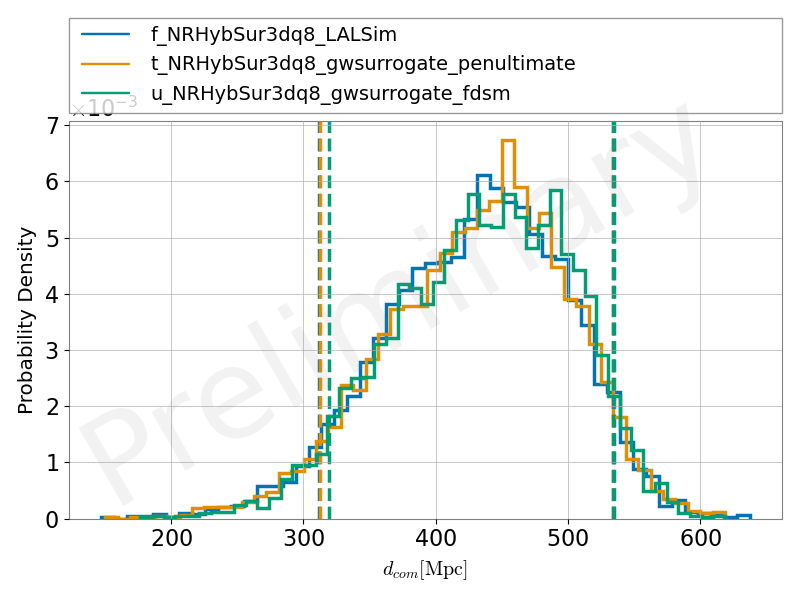 f_NRHybSur3dq8_LALSim
t_NRHybSur3dq8_gwsurrogate_penultimate
u_NRHybSur3dq8_gwsurrogate_fdsm
×10⁻³
7
6
5
4
3
2
1
0
Probability Density
Preliminary
200 300 400 500 600
d_com[Mpc]